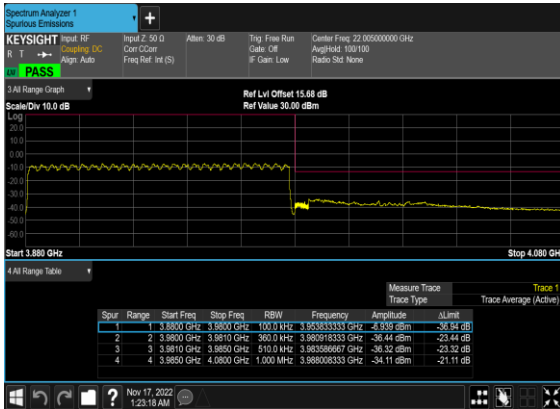 Spectrum Analyzer 1
Spurious Emissions
KEYSIGHT
R T
LXI PASS
Input: RF
Coupling: DC
Align: Auto
Input Z: 50 Ω
Corr CCorr
Freq Ref: Int (S)
Atten: 30 dB
Trig: Free Run
Gate: Off
IF Gain: Low
Center Freq: 22.005000000 GHz
Avg|Hold: 100/100
Radio Std: None
3 All Range Graph
Scale/Div 10.0 dB
Ref Lvl Offset 15.68 dB
Ref Value 30.00 dBm
Log
20.0
10.0
0.00
-10.0
-20.0
-30.0
-40.0
-50.0
-60.0
Start 3.880 GHz
Stop 4.080 GH
4 All Range Table
Measure Trace Trace 1
Trace Type Trace Average (Active)
Spur Range Start Freq Stop Freq RBW Frequency Amplitude ΔLimit
1 1 3.8800 GHz 3.9800 GHz 100.0 kHz 3.953833333 GHz -6.939 dBm -36.94 dB
2 2 3.9800 GHz 3.9810 GHz 360.0 kHz 3.980918333 GHz -36.44 dBm -23.44 dB
3 3 3.9810 GHz 3.9850 GHz 510.0 kHz 3.983586667 GHz -36.32 dBm -23.32 dB
4 4 3.9850 GHz 4.0800 GHz 1.000 MHz 3.988008333 GHz -34.11 dBm -21.11 dB
?
Nov 17, 2022
1:23:18 AM